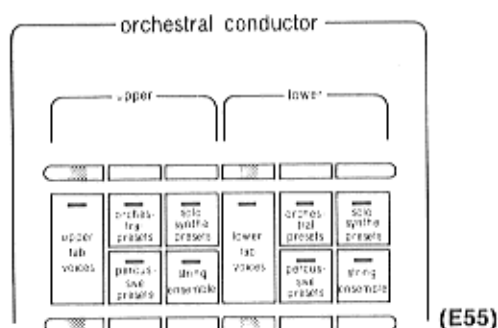 orchestral conductor
upper lower
upper tab voices
orches-
tral
presets
solo
synthe
presets
lower
tab
voices
orches-
tral
presets
solo
synthe
presets
percus-
sive
presets
string
ensemble
percus-
sive
presets
string
ensemble
(E55)